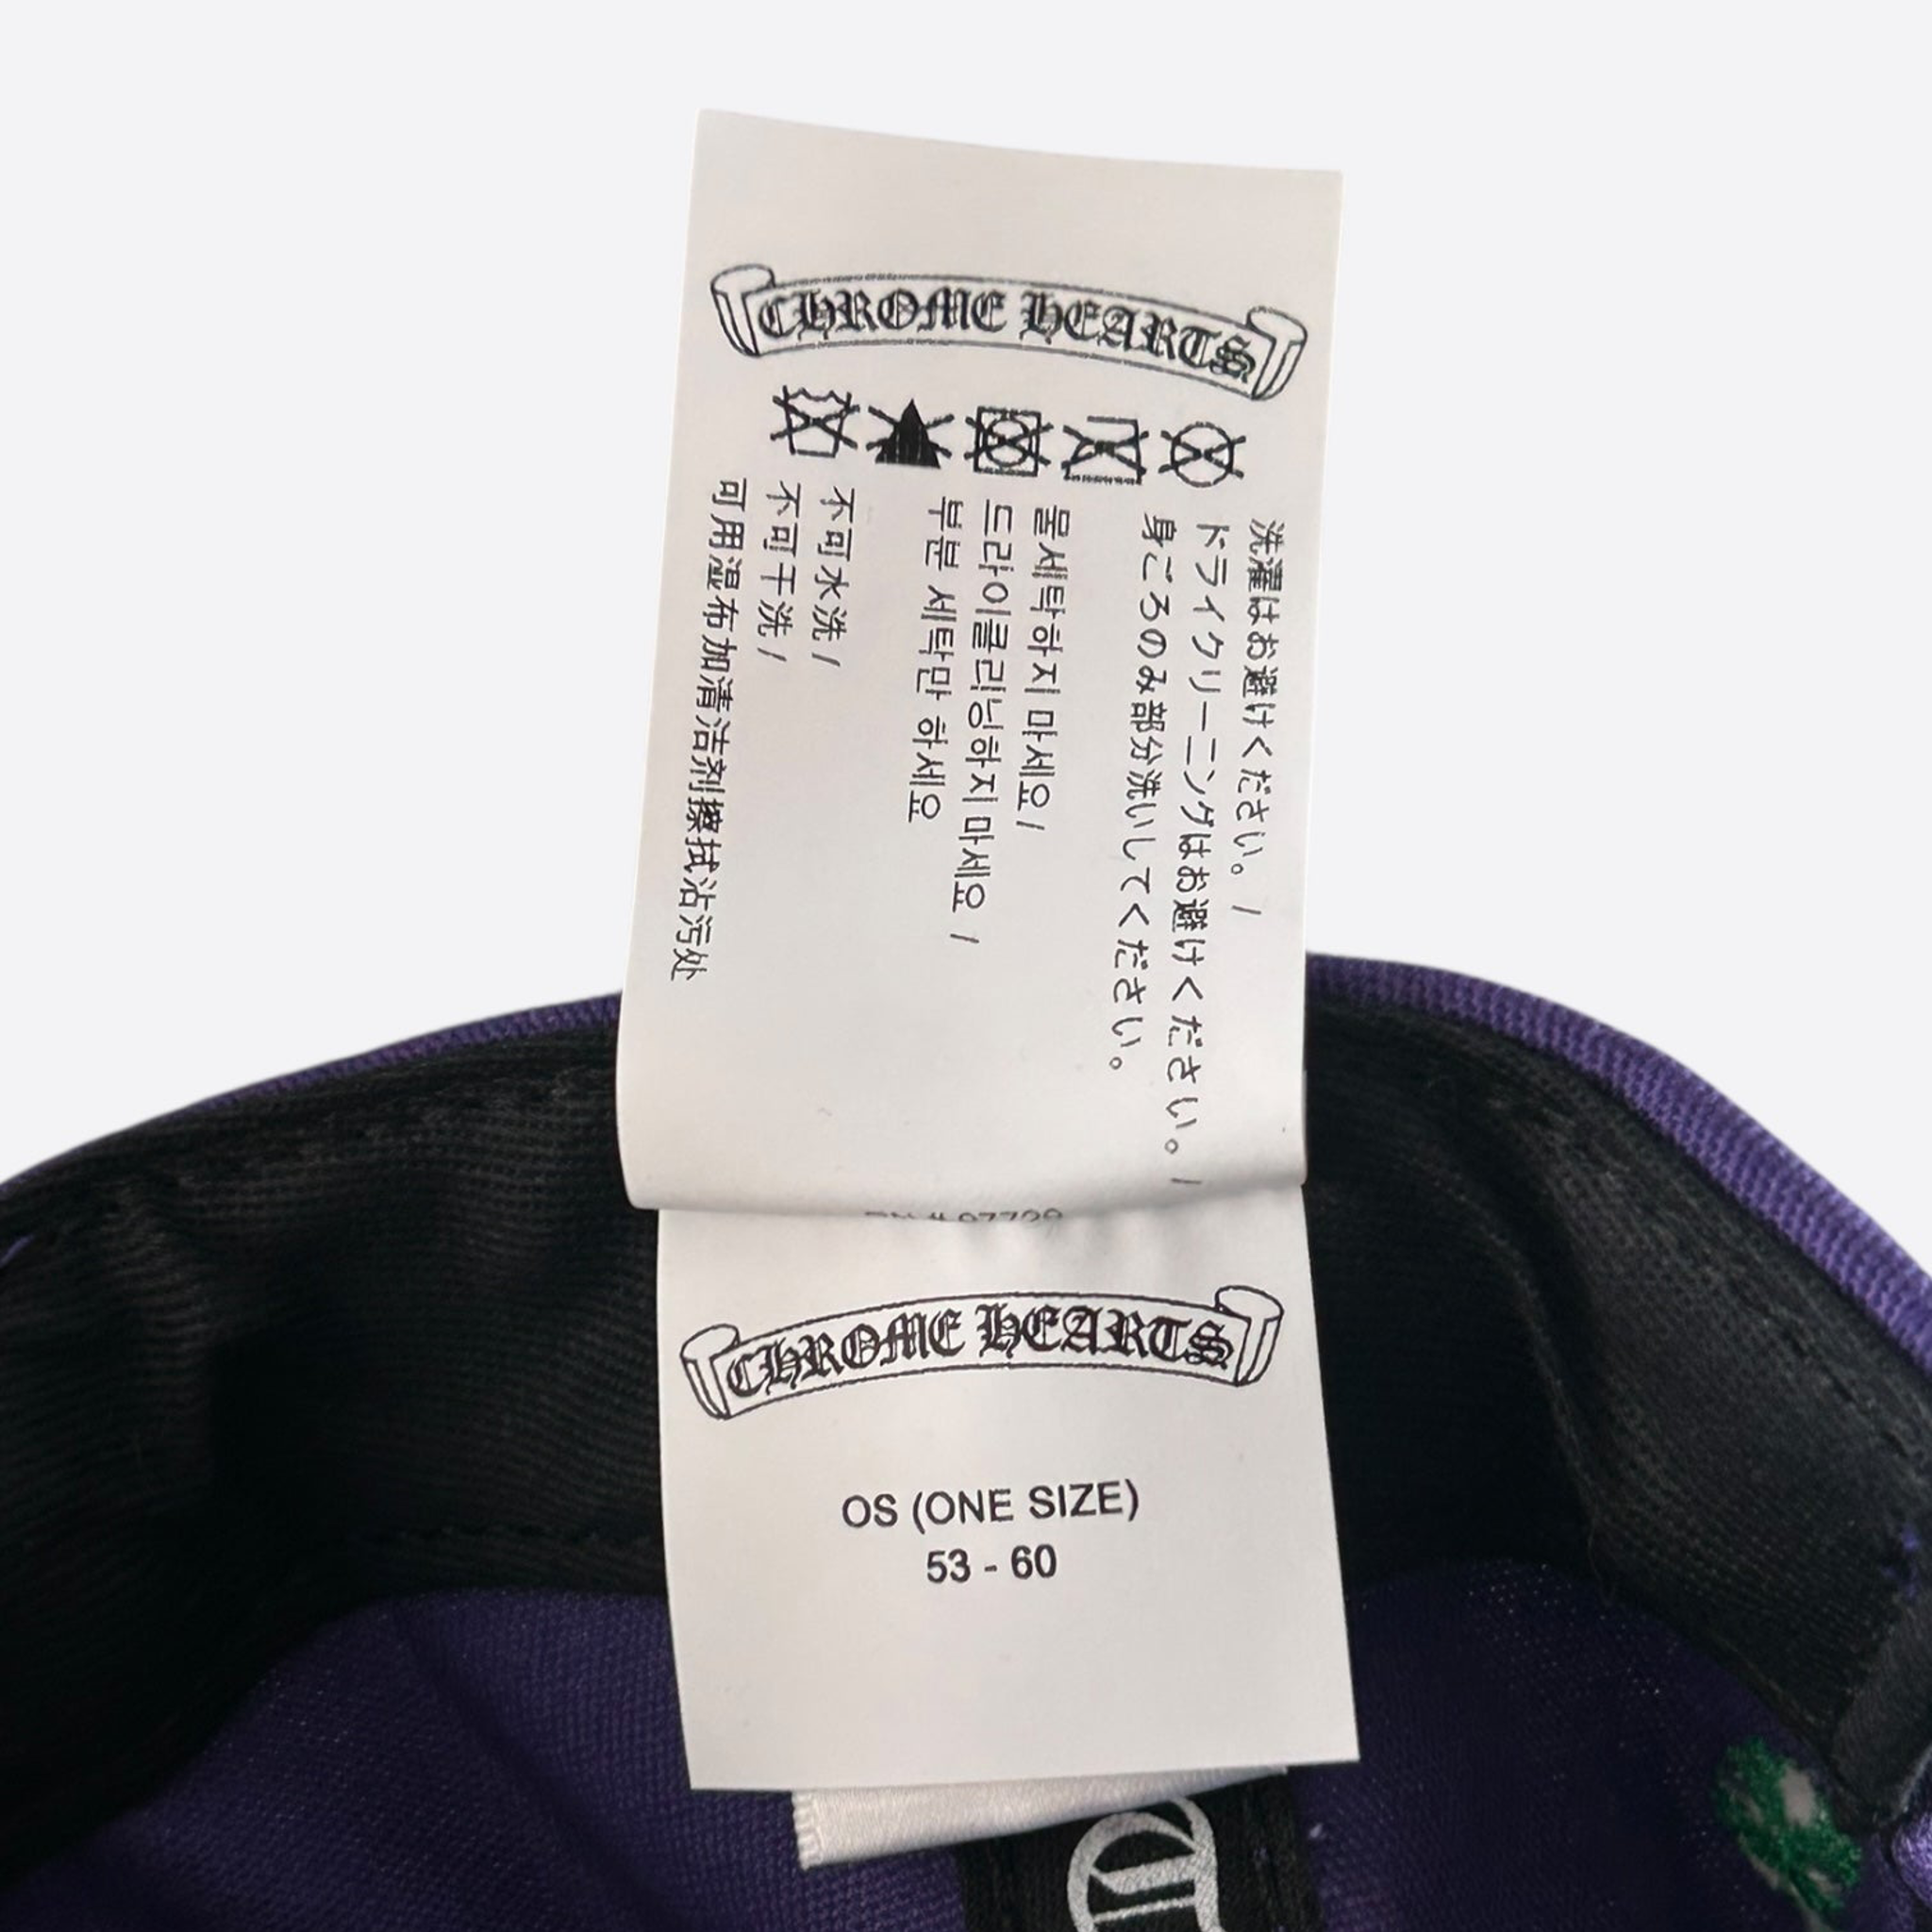 CHROME HEARTS
洗濯はお避けください。/
ドライクリーニングはお避けください。/
身ごろのみ部分洗いしてください。
물세탁하지 마세요/
드라이클리닝하지 마세요 /
부분 세탁만 하세요
不可水洗 /
不可干洗 /
可用湿布加清洁剂擦拭沾污处
CHROME HEARTS
OS (ONE SIZE)
53 - 60